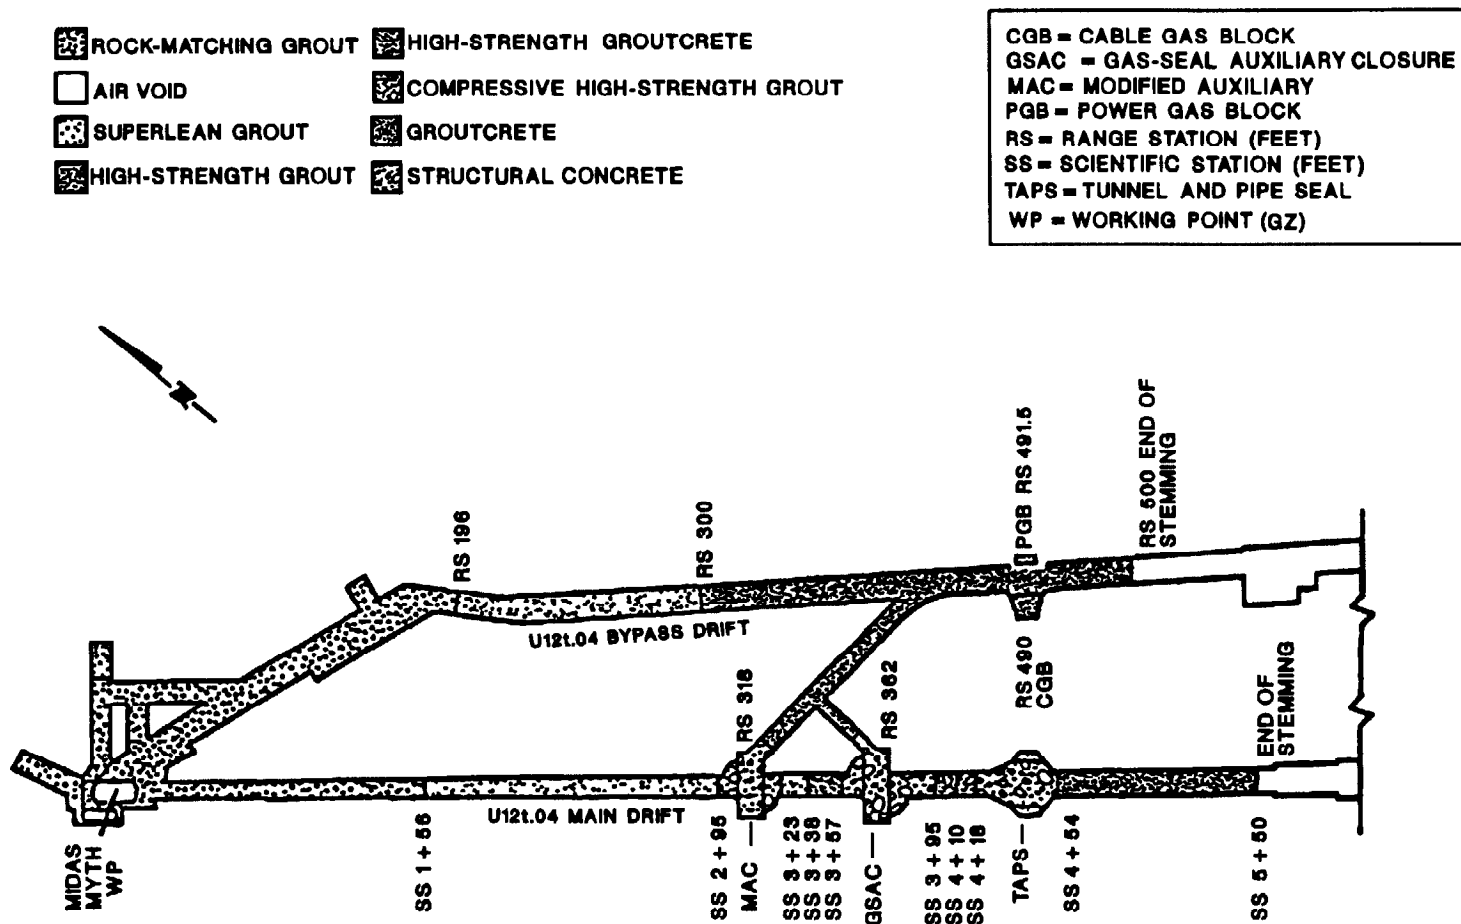 ROCK-MATCHING GROUT
AIR VOID
SUPERLEAN GROUT
HIGH-STRENGTH GROUT
HIGH-STRENGTH GROUTCRETE
COMPRESSIVE HIGH-STRENGTH GROUT
GROUTCRETE
STRUCTURAL CONCRETE
CGB = CABLE GAS BLOCK
GSAC = GAS-SEAL AUXILIARY CLOSURE
MAC = MODIFIED AUXILIARY
PGB = POWER GAS BLOCK
RS = RANGE STATION (FEET)
SS = SCIENTIFIC STATION (FEET)
TAPS = TUNNEL AND PIPE SEAL
WP = WORKING POINT (GZ)
N
RS 196
RS 300
PGB RS 491.5
RS 500 END OF
STEMMING
U12t.04 BYPASS DRIFT
RS 318
RS 362
RS 490
CGB
END OF
STEMMING
U12t.04 MAIN DRIFT
MIDAS
MYTH
WP
SS 1 + 56
SS 2 + 95
MAC
SS 3 + 23
SS 3 + 38
SS 3 + 57
GSAC
SS 3 + 95
SS 4 + 10
SS 4 + 18
TAPS
SS 4 + 54
SS 5 + 50